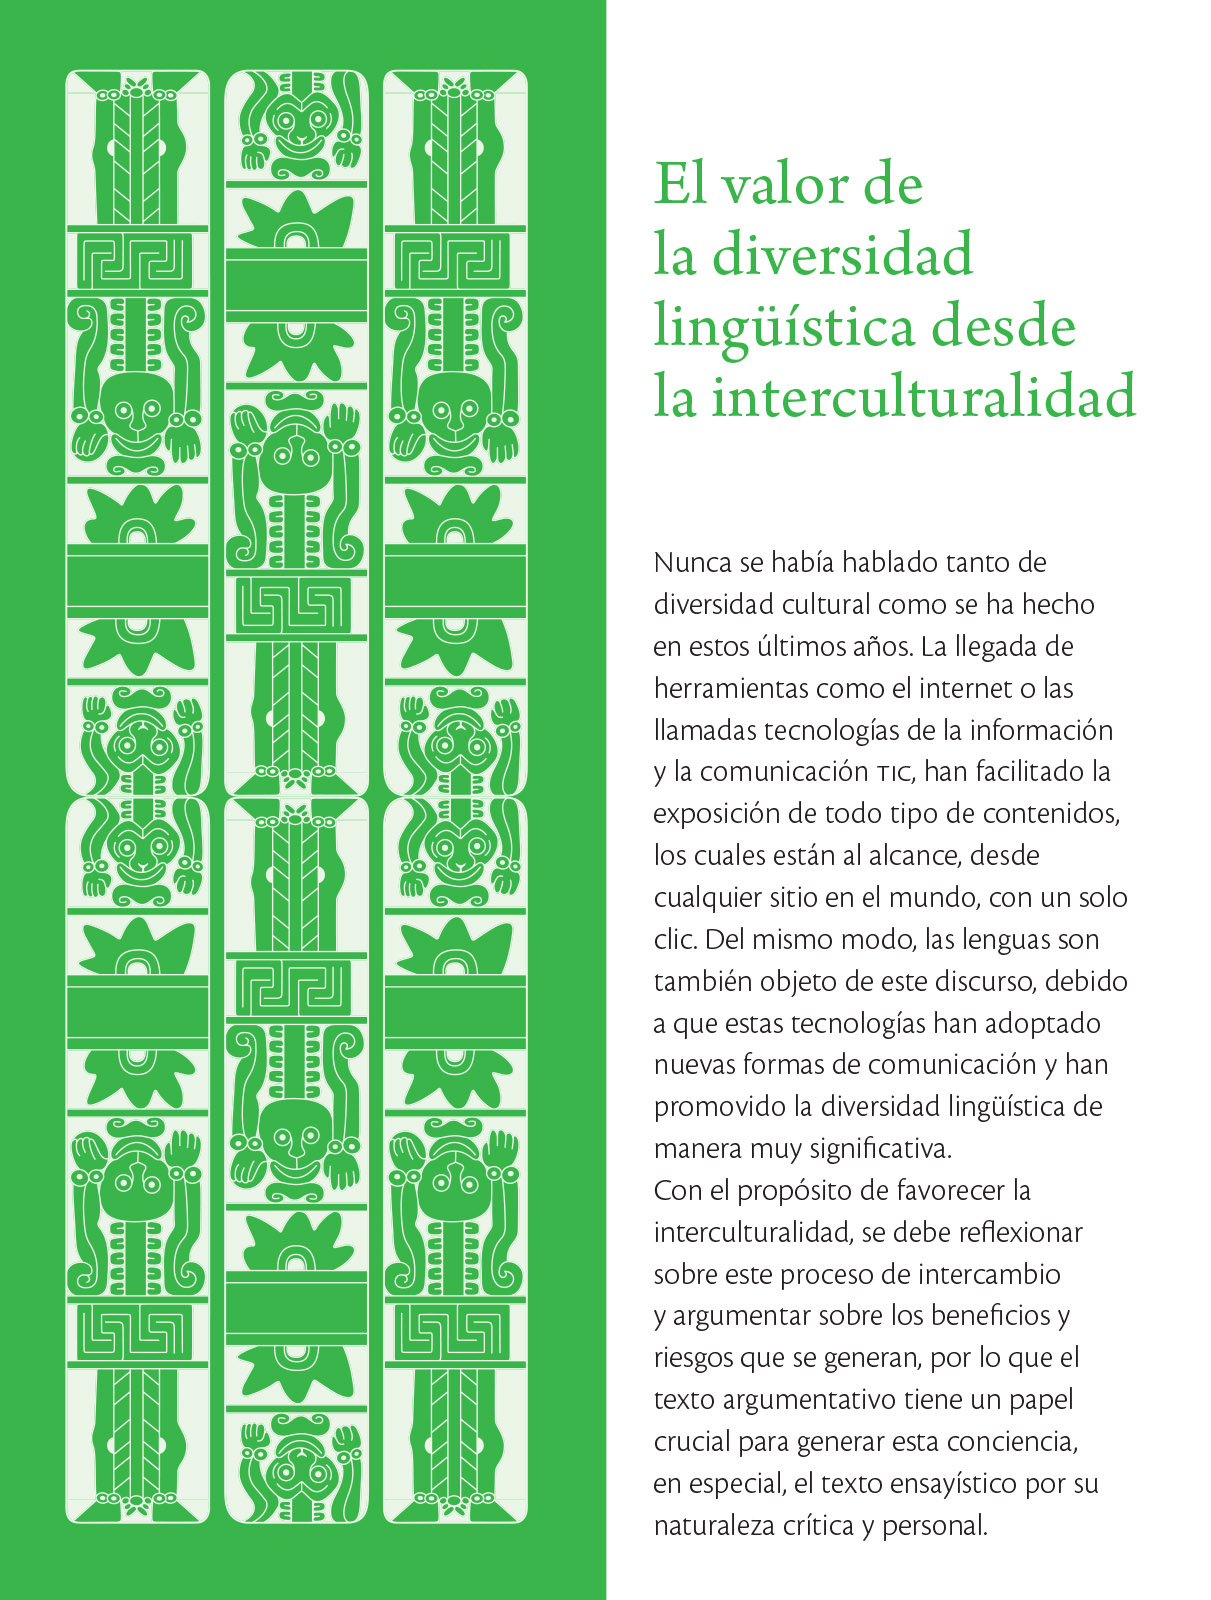 El valor de
la diversidad
lingüística desde
la interculturalidad
Nunca se había hablado tanto de
diversidad cultural como se ha hecho
en estos últimos años. La llegada de
herramientas como el internet o las
llamadas tecnologías de la información
y la comunicación TIC, han facilitado la
exposición de todo tipo de contenidos,
los cuales están al alcance, desde
cualquier sitio en el mundo, con un solo
clic. Del mismo modo, las lenguas son
también objeto de este discurso, debido
a que estas tecnologías han adoptado
nuevas formas de comunicación y han
promovido la diversidad lingüística de
manera muy significativa.
Con el propósito de favorecer la
interculturalidad, se debe reflexionar
sobre este proceso de intercambio
y argumentar sobre los beneficios y
riesgos que se generan, por lo que el
texto argumentativo tiene un papel
crucial para generar esta conciencia,
en especial, el texto ensayístico por su
naturaleza crítica y personal.